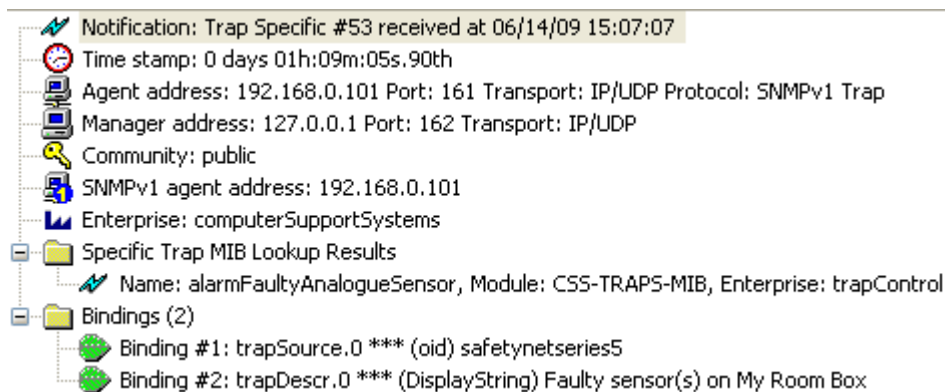 Notification: Trap Specific #53 received at 06/14/09 15:07:07
Time stamp: 0 days 01h:09m:05s.90th
Agent address: 192.168.0.101 Port: 161 Transport: IP/UDP Protocol: SNMPv1 Trap
Manager address: 127.0.0.1 Port: 162 Transport: IP/UDP
Community: public
SNMPv1 agent address: 192.168.0.101
Enterprise: computerSupportSystems
Specific Trap MIB Lookup Results
Name: alarmFaultyAnalogueSensor, Module: CSS-TRAPS-MIB, Enterprise: trapControl
Bindings (2)
Binding #1: trapSource.0 *** (oid) safetynetseries5
Binding #2: trapDescr.0 *** (DisplayString) Faulty sensor(s) on My Room Box